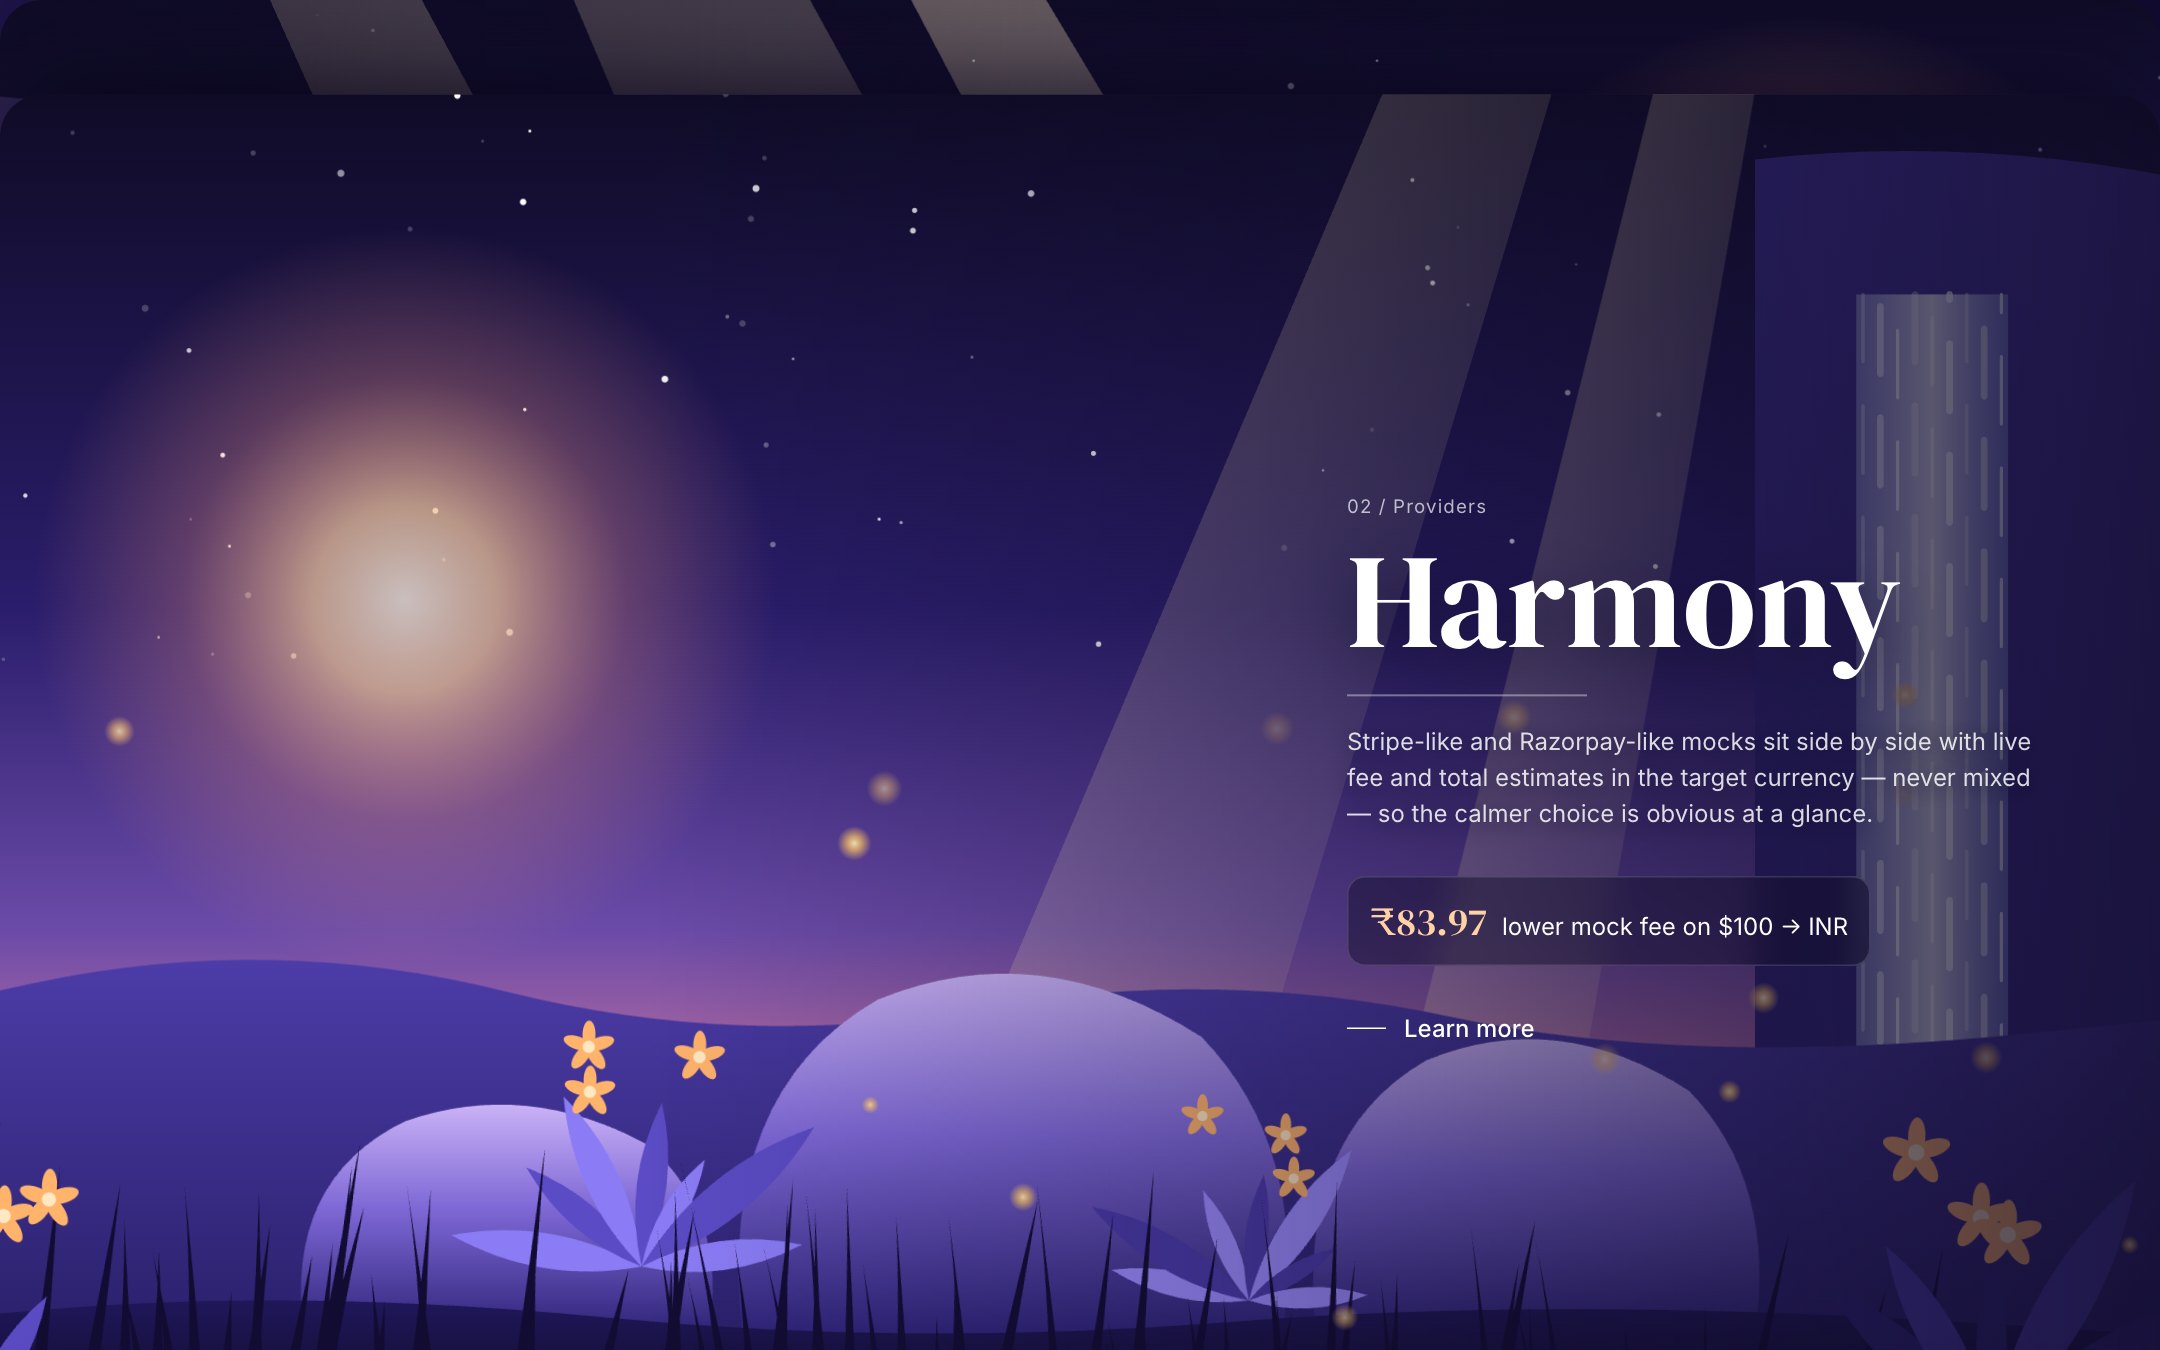 02 / Providers
Harmony
Stripe-like and Razorpay-like mocks sit side by side with live
fee and total estimates in the target currency — never mixed
— so the calmer choice is obvious at a glance.
₹83.97 lower mock fee on $100 → INR
Learn more